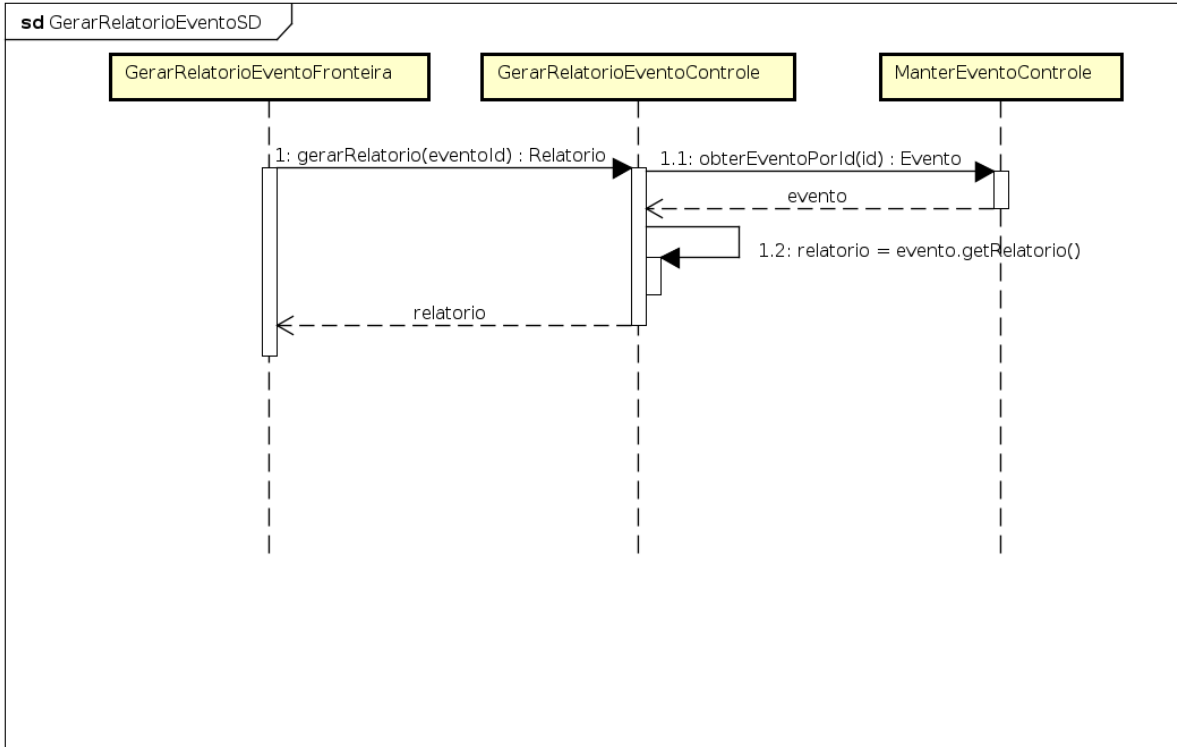 sd GerarRelatorioEventoSD
GerarRelatorioEventoFronteira
GerarRelatorioEventoControle
ManterEventoControle
1: gerarRelatorio(eventoId) : Relatorio
1.1: obterEventoPorId(id) : Evento
evento
1.2: relatorio = evento.getRelatorio()
relatorio